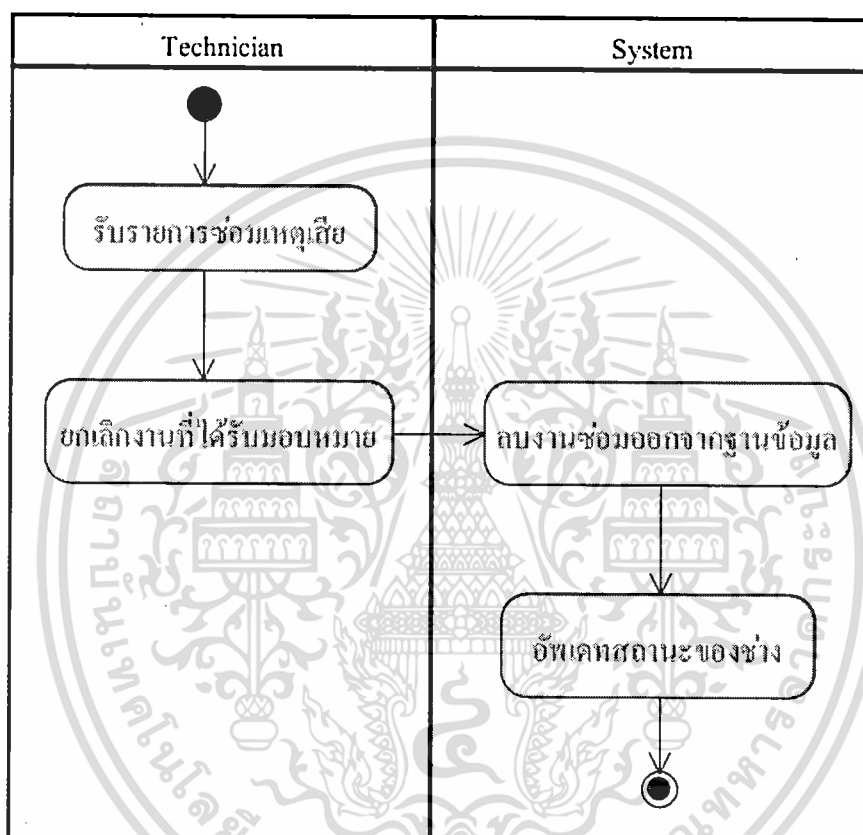 Technician
System
รับรายการซ่อมเหตุเสีย
ยกเลิกงานที่ได้รับมอบหมาย
ลบงานซ่อมออกจากฐานข้อมูล
อัพเดทสถานะของช่าง